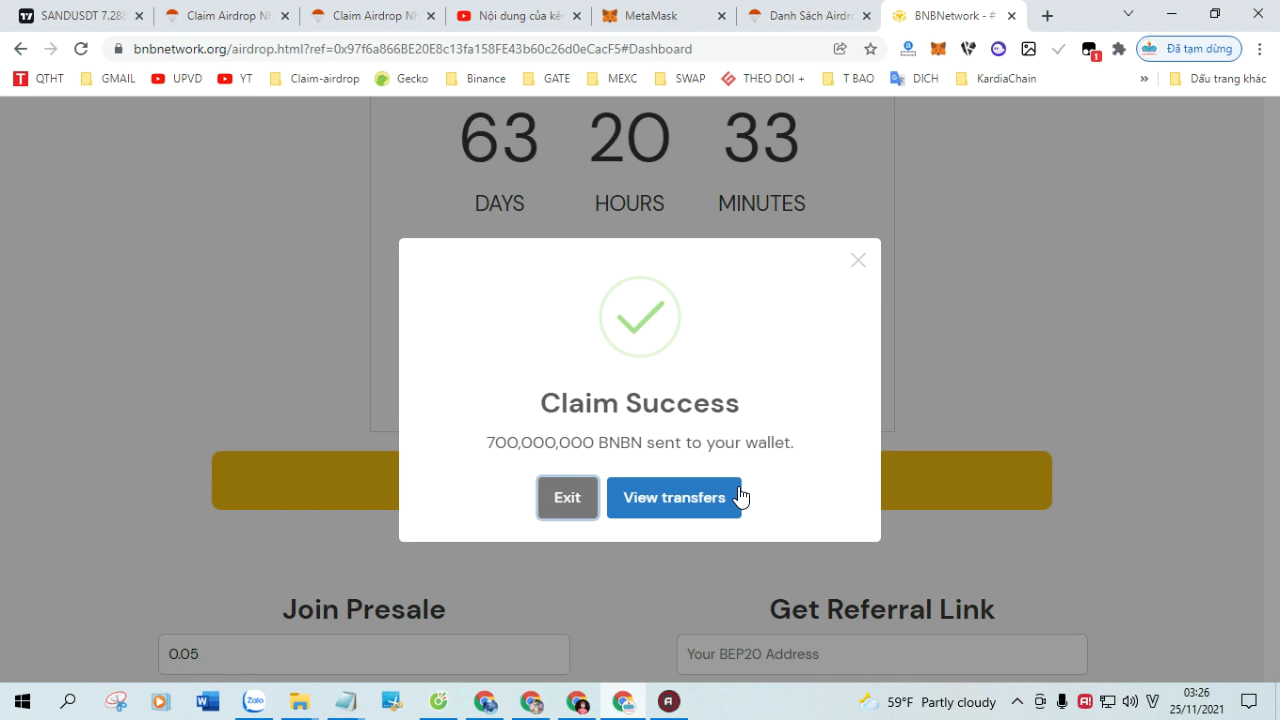 SANDUSDT 7.285
Claim Airdrop Nh
Claim Airdrop Nh
Nội dung của kê
MetaMask
Danh Sách Airdro
BNBNetwork - #
bnbnetwork.org/airdrop.html?ref=0x97f6a866BE20E8c13fa158FE43b60c26d0eCacF5#Dashboard
1
Đã tạm dừng
QTHT
GMAIL
UPVD
YT
Claim-airdrop
Gecko
Binance
GATE
MEXC
SWAP
THEO DOI +
T BAO
DICH
KardiaChain
»
Dấu trang khác
63 20 33
DAYS HOURS MINUTES
Claim Success
700,000,000 BNBN sent to your wallet.
Exit
View transfers
Join Presale
Get Referral Link
0.05
Your BEP20 Address
Zalo
59°F Partly cloudy
03:26
25/11/2021